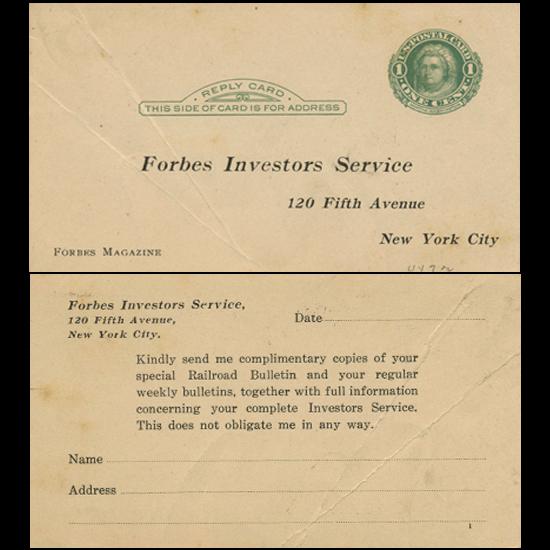 REPLY CARD
THIS SIDE OF CARD IS FOR ADDRESS
U.S. POSTAL CARD
1 1
ONE CENT
Forbes Investors Service
120 Fifth Avenue
New York City
FORBES MAGAZINE
Forbes Investors Service,
120 Fifth Avenue,
New York City.
Date
Kindly send me complimentary copies of your
special Railroad Bulletin and your regular
weekly bulletins, together with full information
concerning your complete Investors Service.
This does not obligate me in any way.
Name
Address
1